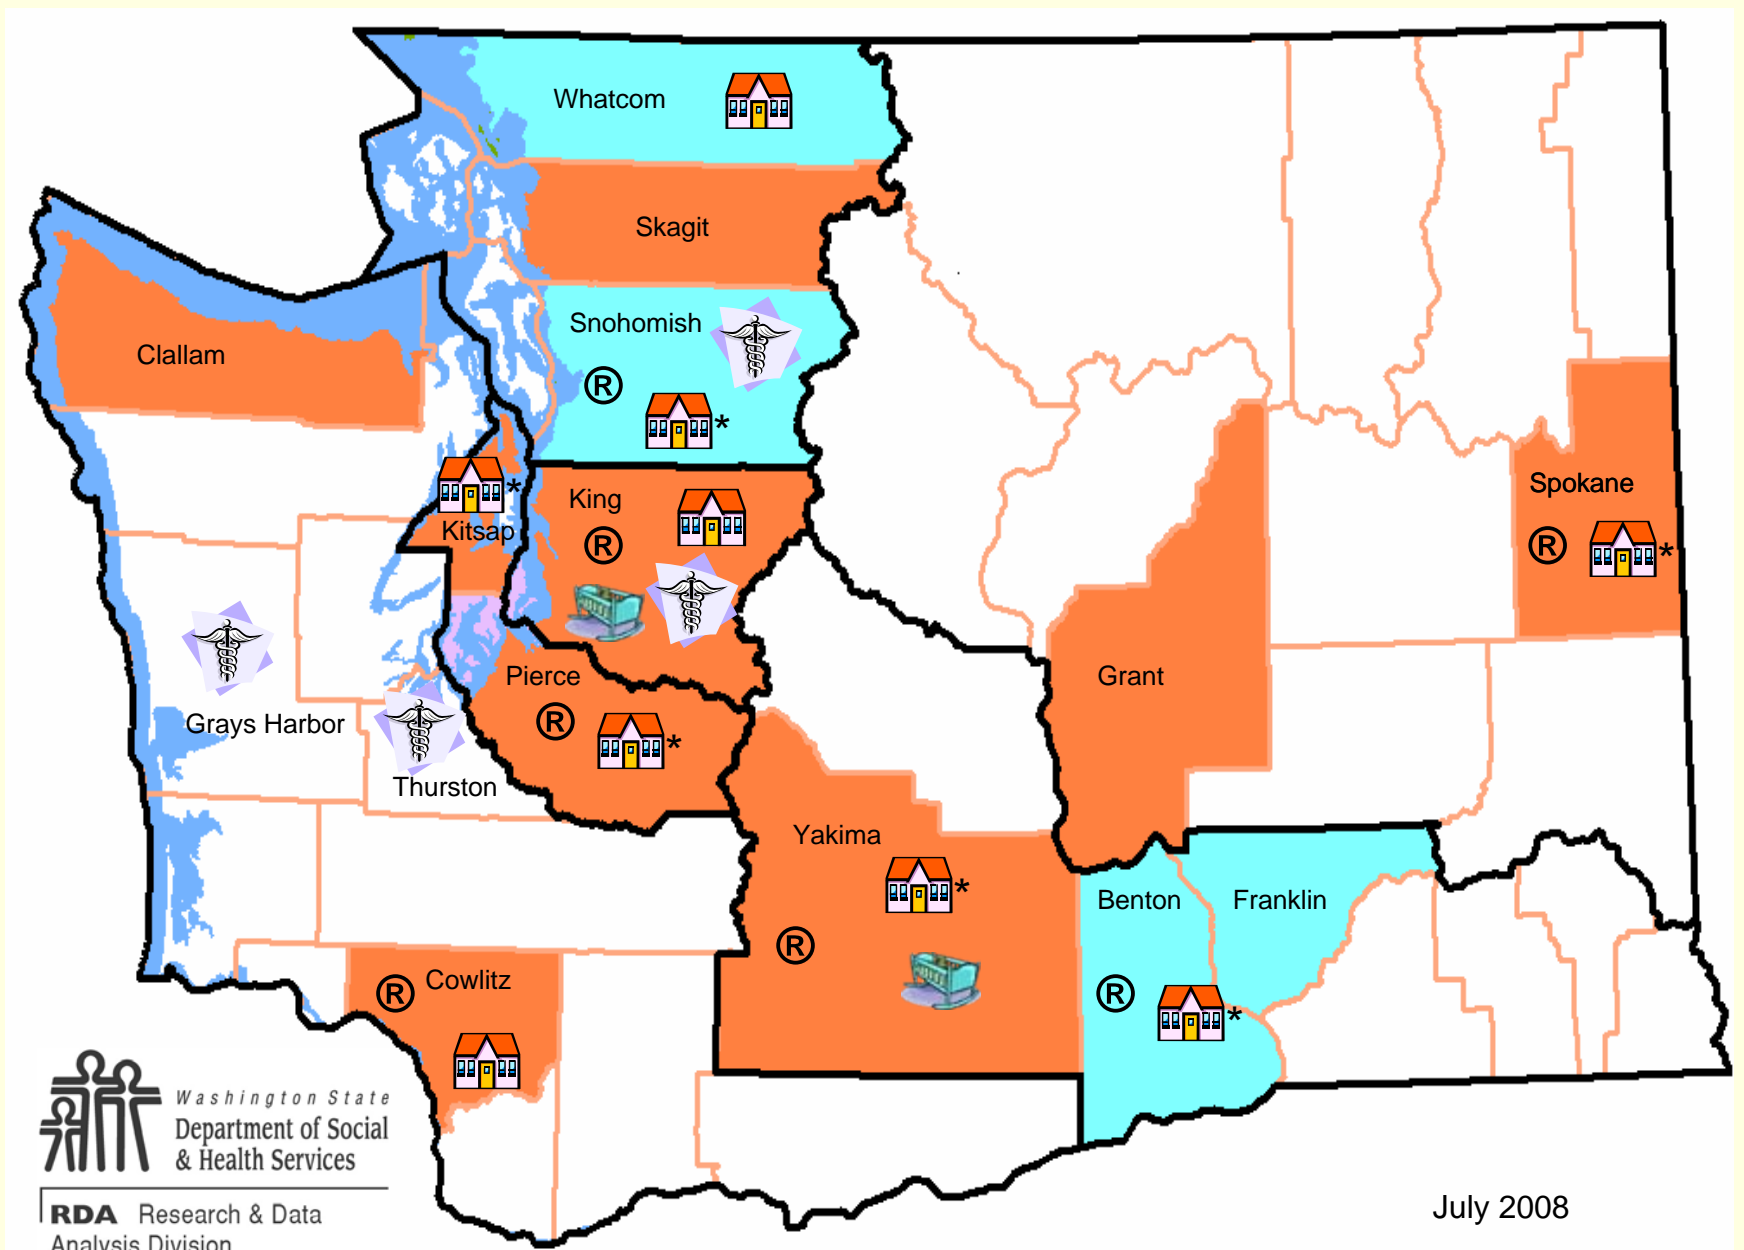 Whatcom
Skagit
Snohomish
®
*
Clallam
King
®
*
Kitsap
Spokane
®
*
Pierce
®
*
Grant
Grays Harbor
Thurston
Yakima
*
®
Benton
Franklin
®
*
Cowlitz
®
Washington State
Department of Social
& Health Services
RDA Research & Data
Analysis Division
July 2008